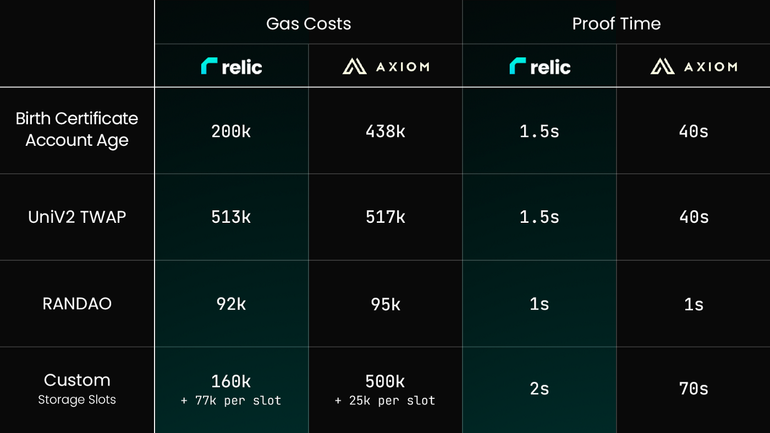 Gas Costs
Proof Time
relic
AXIOM
relic
AXIOM
Birth Certificate
Account Age
200k
438k
1.5s
40s
UniV2 TWAP
513k
517k
1.5s
40s
RANDAO
92k
95k
1s
1s
Custom
Storage Slots
160k
+ 77k per slot
500k
+ 25k per slot
2s
70s